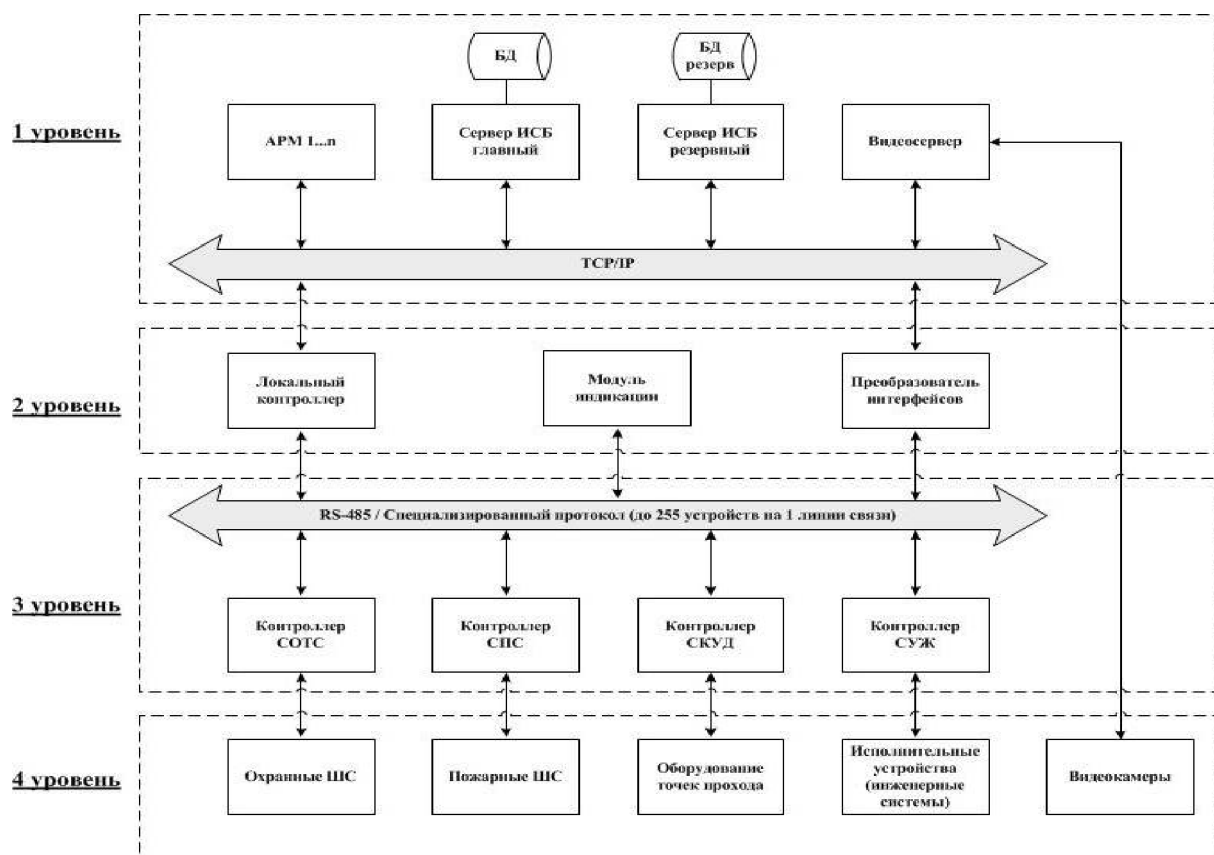 1 уровень
БД
БД
резерв
АРМ 1...n
Сервер ИСБ
главный
Сервер ИСБ
резервный
Видеосервер
TCP/IP
2 уровень
Локальный
контроллер
Модуль
индикации
Преобразователь
интерфейсов
RS-485 / Специализированный протокол (до 255 устройств на 1 линии связи)
3 уровень
Контроллер
СОТС
Контроллер
СПС
Контроллер
СКУД
Контроллер
СУЖ
4 уровень
Охранные ШС
Пожарные ШС
Оборудование
точек прохода
Исполнительные
устройства
(инженерные
системы)
Видеокамеры